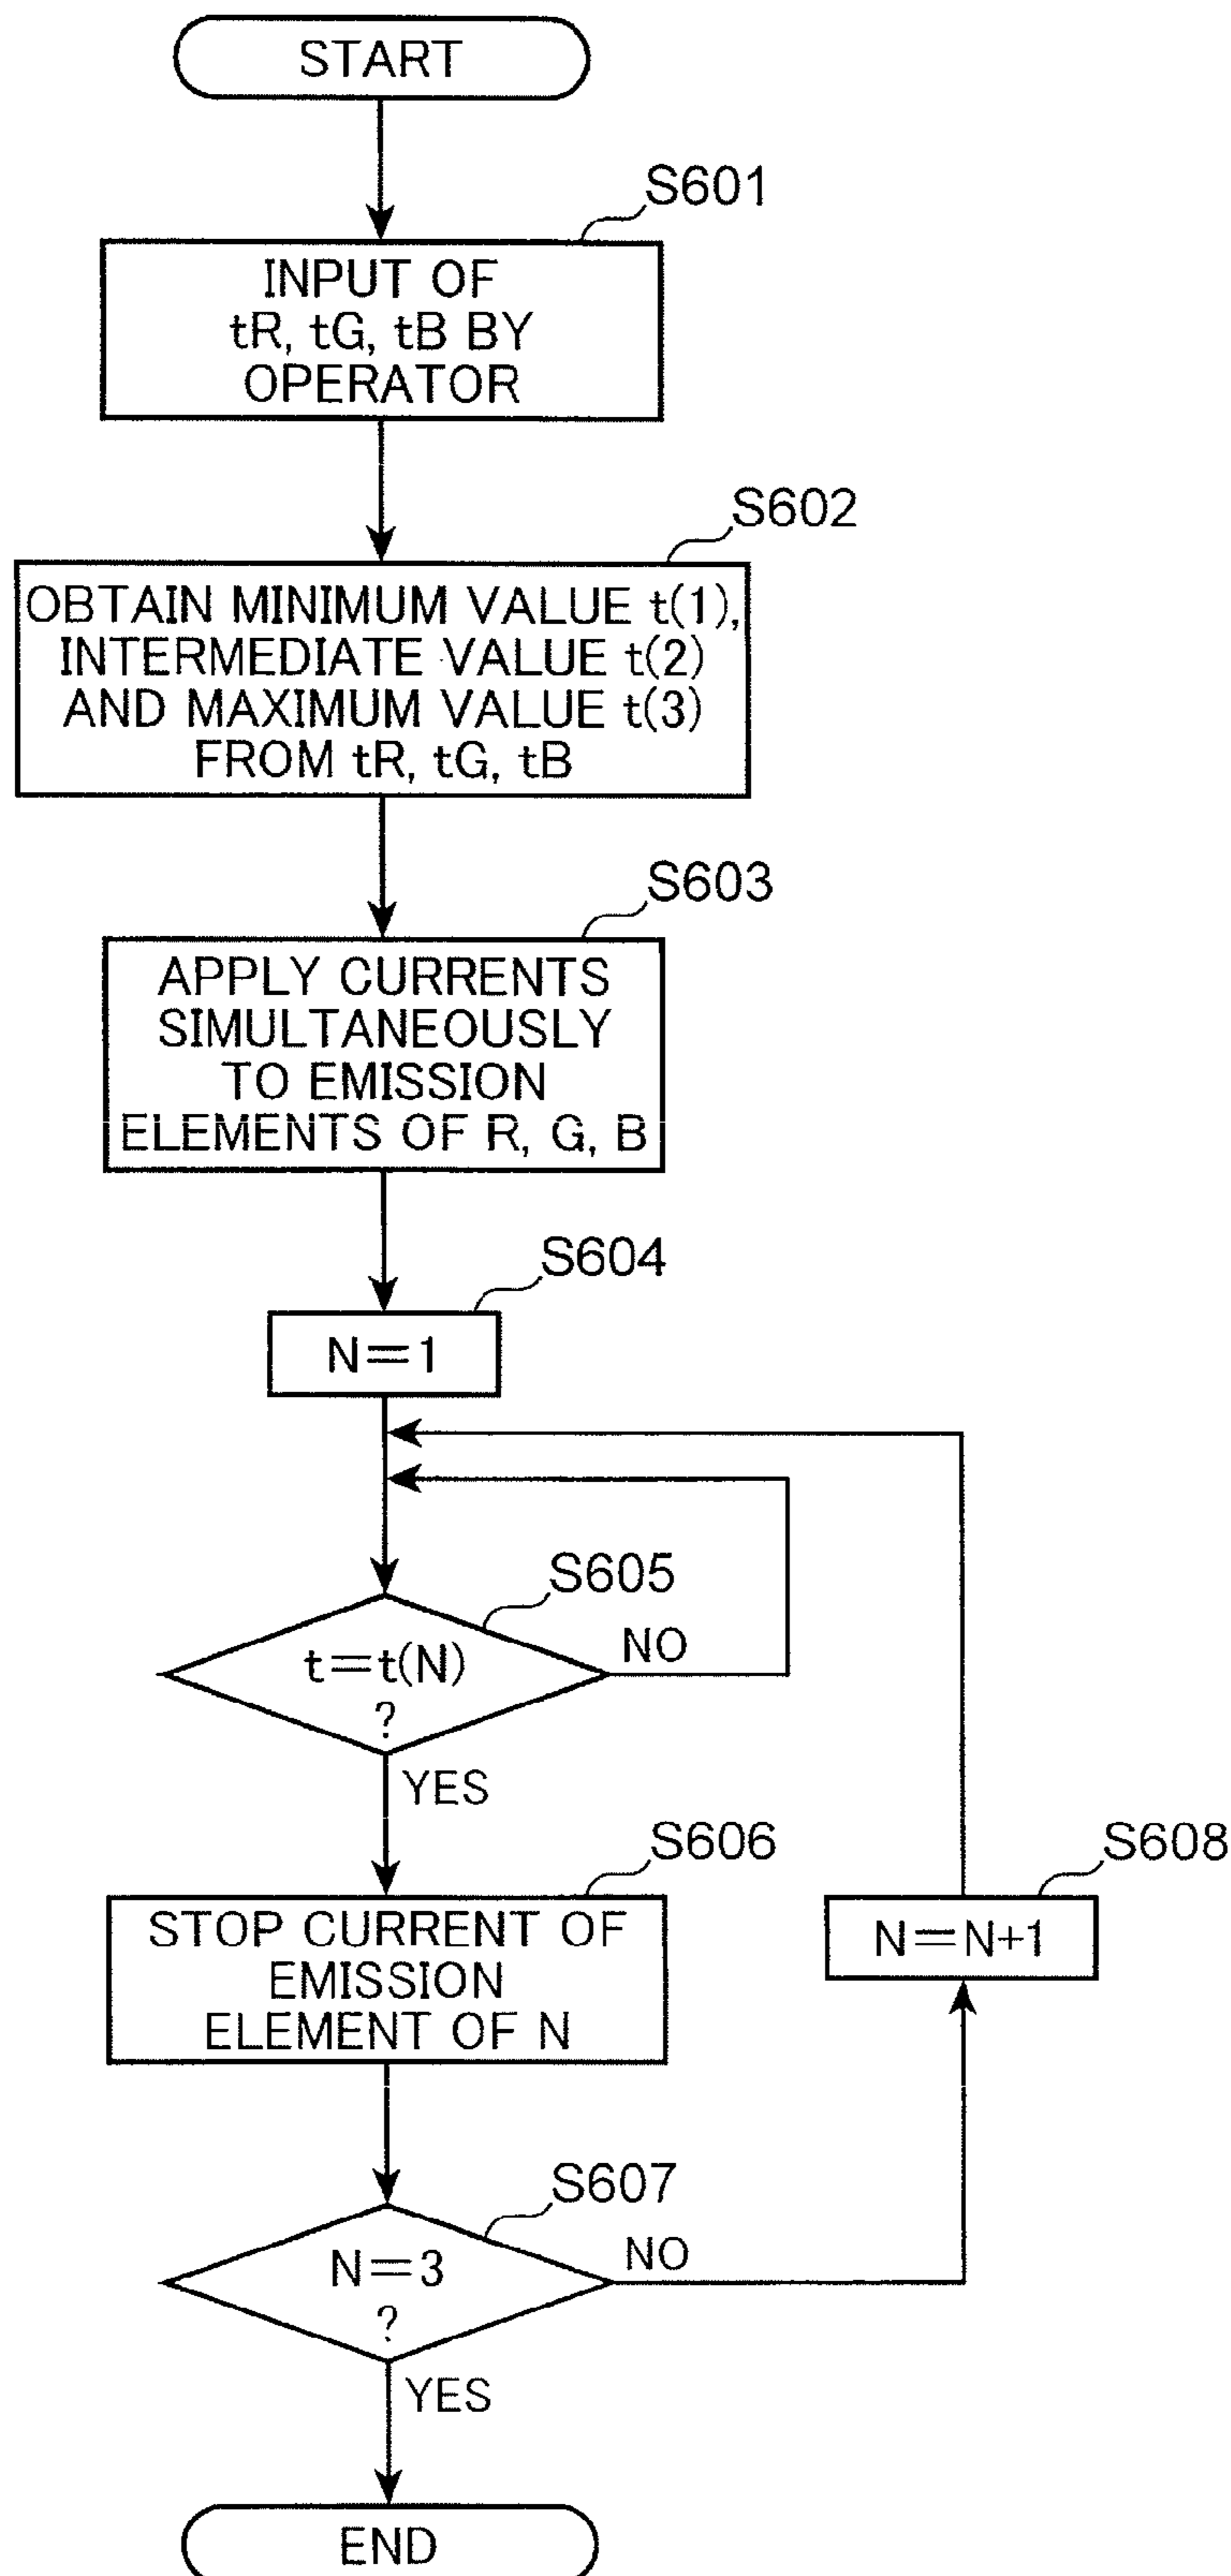 START
S601
INPUT OF
tR, tG, tB BY
OPERATOR
S602
OBTAIN MINIMUM VALUE t(1),
INTERMEDIATE VALUE t(2)
AND MAXIMUM VALUE t(3)
FROM tR, tG, tB
S603
APPLY CURRENTS
SIMULTANEOUSLY
TO EMISSION
ELEMENTS OF R, G, B
S604
N=1
S605
t=t(N)
?
NO
YES
S606
STOP CURRENT OF
EMISSION
ELEMENT OF N
S608
N=N+1
S607
N=3
?
NO
YES
END